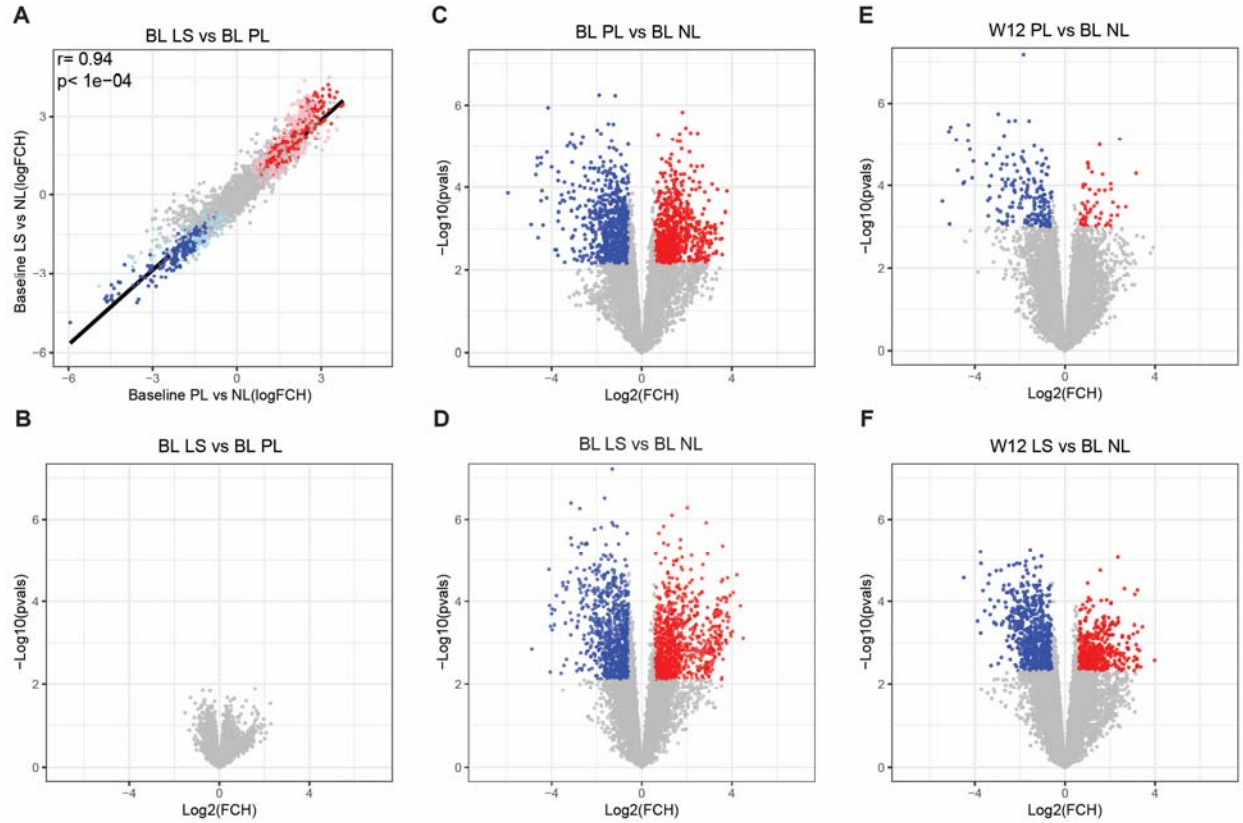 A
BL LS vs BL PL
r= 0.94
p< 1e−04
Baseline LS vs NL(logFCH)
3
0
−3
−6
−6
−3
0
3
Baseline PL vs NL(logFCH)
B
BL LS vs BL PL
−Log10(pvals)
6
4
2
0
−4
0
4
Log2(FCH)
C
BL PL vs BL NL
−Log10(pvals)
6
4
2
0
−4
0
4
Log2(FCH)
D
BL LS vs BL NL
−Log10(pvals)
6
4
2
0
−4
0
4
Log2(FCH)
E
W12 PL vs BL NL
−Log10(pvals)
6
4
2
0
−4
0
4
Log2(FCH)
F
W12 LS vs BL NL
−Log10(pvals)
6
4
2
0
−4
0
4
Log2(FCH)